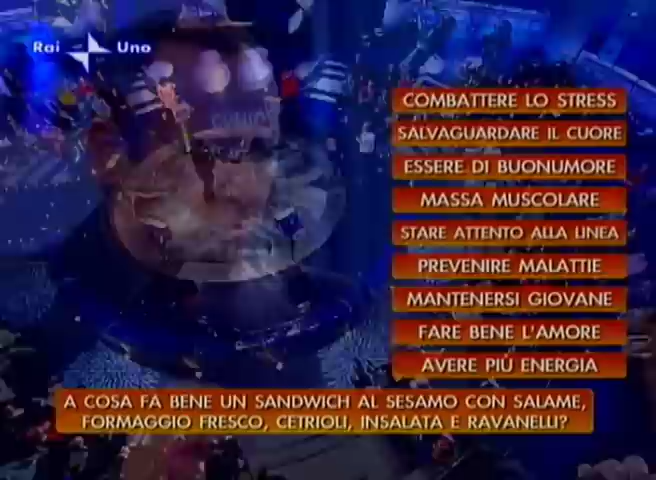 Rai Uno
COMBATTERE LO STRESS
SALVAGUARDARE IL CUORE
ESSERE DI BUONUMORE
MASSA MUSCOLARE
STARE ATTENTO ALLA LINEA
PREVENIRE MALATTIE
MANTENERSI GIOVANE
FARE BENE L'AMORE
AVERE PIÚ ENERGIA
A COSA FA BENE UN SANDWICH AL SESAMO CON SALAME,
FORMAGGIO FRESCO, CETRIOLI, INSALATA E RAVANELLI?